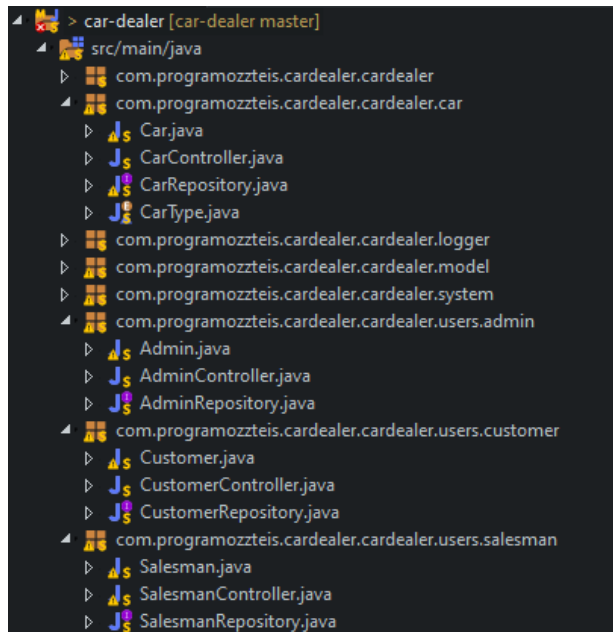 > car-dealer [car-dealer master]
src/main/java
com.programozzteis.cardealer.cardealer
com.programozzteis.cardealer.cardealer.car
Car.java
CarController.java
CarRepository.java
CarType.java
com.programozzteis.cardealer.cardealer.logger
com.programozzteis.cardealer.cardealer.model
com.programozzteis.cardealer.cardealer.system
com.programozzteis.cardealer.cardealer.users.admin
Admin.java
AdminController.java
AdminRepository.java
com.programozzteis.cardealer.cardealer.users.customer
Customer.java
CustomerController.java
CustomerRepository.java
com.programozzteis.cardealer.cardealer.users.salesman
Salesman.java
SalesmanController.java
SalesmanRepository.java